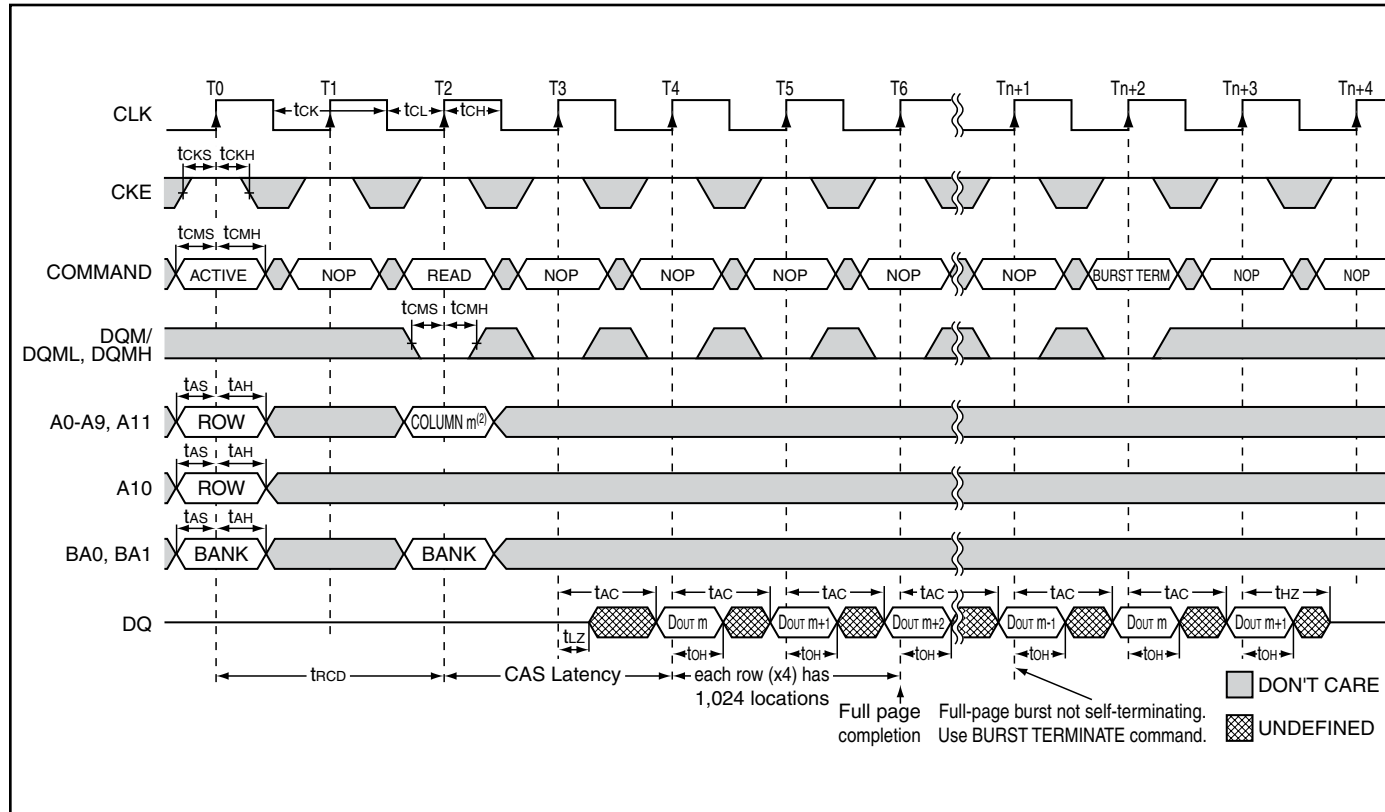 T0 T1 T2 T3 T4 T5 T6 Tn+1 Tn+2 Tn+3 Tn+4
CLK tCK tCL tCH
tCKS tCKH
CKE
tCMS tCMH
COMMAND ACTIVE NOP READ NOP NOP NOP NOP NOP BURST TERM NOP NOP
tCMS tCMH
DQM/
DQML, DQMH
tAS tAH
A0-A9, A11 ROW COLUMN m(2)
tAS tAH
A10 ROW
tAS tAH
BA0, BA1 BANK BANK
tAC tAC tAC tAC tAC tAC tHZ
DQ DOUT m DOUT m+1 DOUT m+2 DOUT m-1 DOUT m DOUT m+1
tLZ tOH tOH tOH tOH tOH tOH
tRCD CAS Latency each row (x4) has
1,024 locations
Full page
completion
Full-page burst not self-terminating.
Use BURST TERMINATE command.
DON'T CARE
UNDEFINED